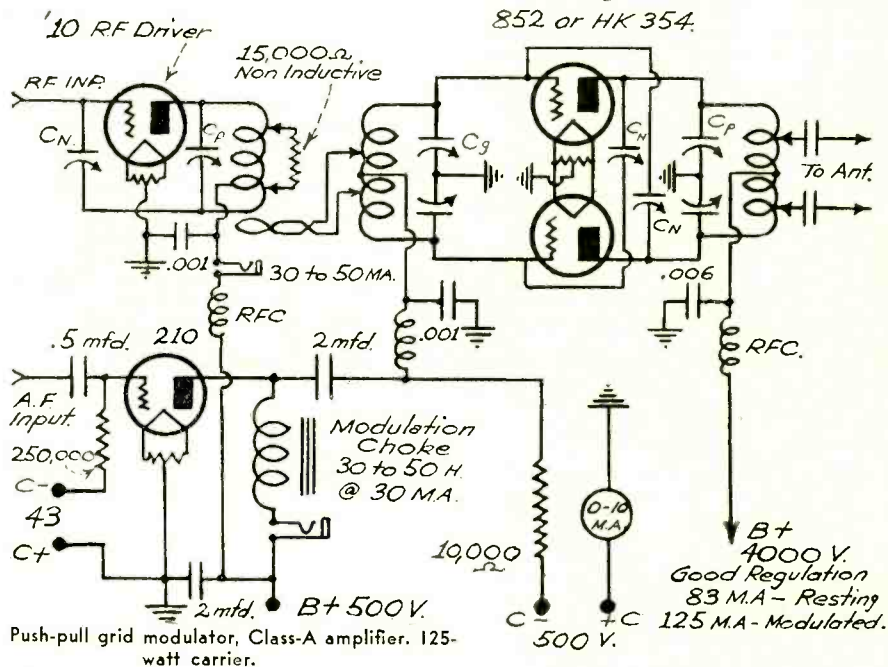 '10 R.F. Driver
852 or HK 354.
15,000Ω
Non Inductive
RF INP.
CN.
CP
Cg
CN
CP
To Ant.
CN
.001
30 to 50 MA.
.006
RFC
.001
RFC.
.5 mfd.
210
2 mfd.
A.F.
Input.
Modulation
Choke
30 to 50 H.
@ 30 M.A.
250,000
C-
43
C+
0-10
M.A.
10,000
Ω
B+
4000 V.
Good Regulation
83 M.A - Resting
125 M.A - Modulated.
2 mfd.
B+ 500 V.
C -
+ C
500 V.
Push-pull grid modulator, Class-A amplifier. 125-
watt carrier.